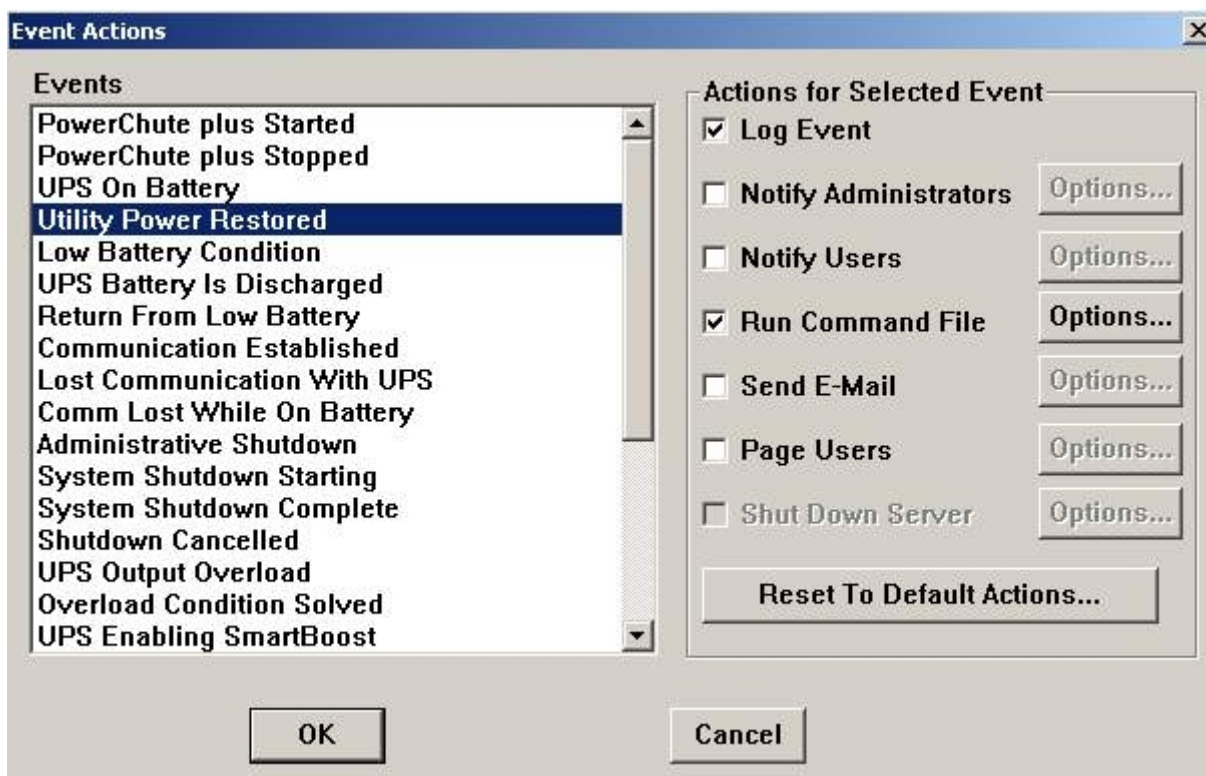 Event Actions
Events
PowerChute plus Started
PowerChute plus Stopped
UPS On Battery
Utility Power Restored
Low Battery Condition
UPS Battery Is Discharged
Return From Low Battery
Communication Established
Lost Communication With UPS
Comm Lost While On Battery
Administrative Shutdown
System Shutdown Starting
System Shutdown Complete
Shutdown Cancelled
UPS Output Overload
Overload Condition Solved
UPS Enabling SmartBoost
Actions for Selected Event
Log Event
Notify Administrators Options...
Notify Users Options...
Run Command File Options...
Send E-Mail Options...
Page Users Options...
Shut Down Server Options...
Reset To Default Actions...
OK Cancel